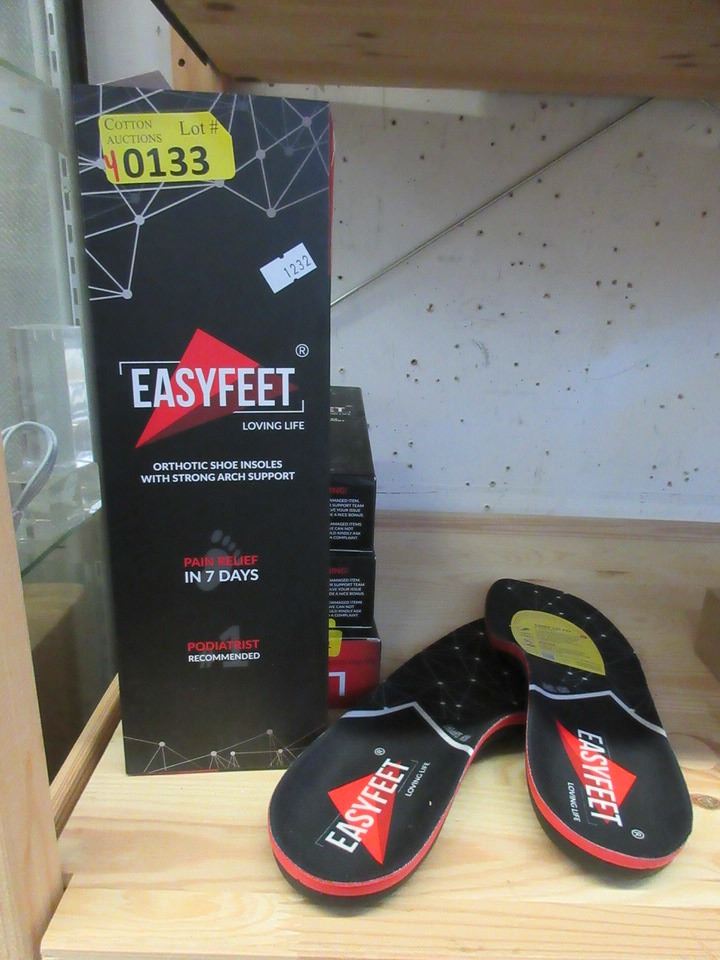 COTTON AUCTIONS Lot #
40133
1232
EASYFEET ®
LOVING LIFE
ORTHOTIC SHOE INSOLES
WITH STRONG ARCH SUPPORT
PAIN RELIEF
IN 7 DAYS
#1
PODIATRIST
RECOMMENDED
EASYFEET ®
LOVING LIFE
EASYFEET ®
LOVING LIFE